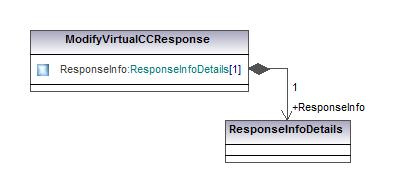 ModifyVirtualCCResponse
ResponseInfo:ResponseInfoDetails[1]
1
+ResponseInfo
ResponseInfoDetails